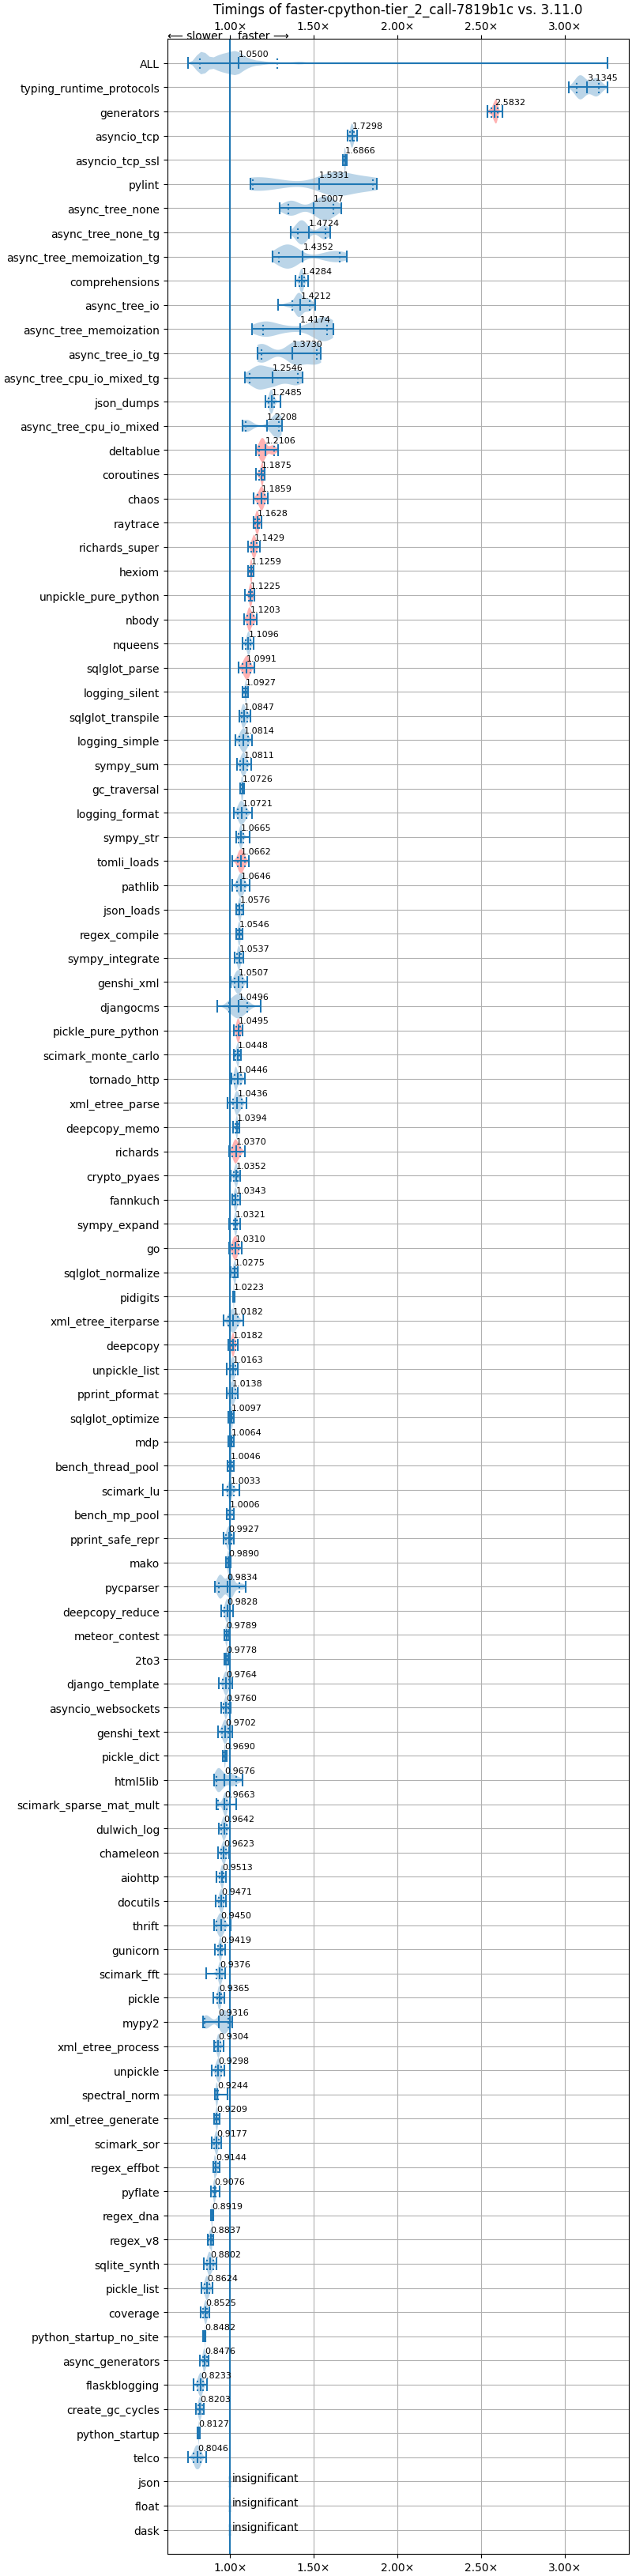 Timings of faster-cpython-tier_2_call-7819b1c vs. 3.11.0
1.00× 1.50× 2.00× 2.50× 3.00×
⟵ slower faster ⟶
ALL 1.0500
typing_runtime_protocols 3.1345
generators 2.5832
asyncio_tcp 1.7298
asyncio_tcp_ssl 1.6866
pylint 1.5331
async_tree_none 1.5007
async_tree_none_tg 1.4724
async_tree_memoization_tg 1.4352
comprehensions 1.4284
async_tree_io 1.4212
async_tree_memoization 1.4174
async_tree_io_tg 1.3730
async_tree_cpu_io_mixed_tg 1.2546
json_dumps 1.2485
async_tree_cpu_io_mixed 1.2208
deltablue 1.2106
coroutines 1.1875
chaos 1.1859
raytrace 1.1628
richards_super 1.1429
hexiom 1.1259
unpickle_pure_python 1.1225
nbody 1.1203
nqueens 1.1096
sqlglot_parse 1.0991
logging_silent 1.0927
sqlglot_transpile 1.0847
logging_simple 1.0814
sympy_sum 1.0811
gc_traversal 1.0726
logging_format 1.0721
sympy_str 1.0665
tomli_loads 1.0662
pathlib 1.0646
json_loads 1.0576
regex_compile 1.0546
sympy_integrate 1.0537
genshi_xml 1.0507
djangocms 1.0496
pickle_pure_python 1.0495
scimark_monte_carlo 1.0448
tornado_http 1.0446
xml_etree_parse 1.0436
deepcopy_memo 1.0394
richards 1.0370
crypto_pyaes 1.0352
fannkuch 1.0343
sympy_expand 1.0321
go 1.0310
sqlglot_normalize 1.0275
pidigits 1.0223
xml_etree_iterparse 1.0182
deepcopy 1.0182
unpickle_list 1.0163
pprint_pformat 1.0138
sqlglot_optimize 1.0097
mdp 1.0064
bench_thread_pool 1.0046
scimark_lu 1.0033
bench_mp_pool 1.0006
pprint_safe_repr 0.9927
mako 0.9890
pycparser 0.9834
deepcopy_reduce 0.9828
meteor_contest 0.9789
2to3 0.9778
django_template 0.9764
asyncio_websockets 0.9760
genshi_text 0.9702
pickle_dict 0.9690
html5lib 0.9676
scimark_sparse_mat_mult 0.9663
dulwich_log 0.9642
chameleon 0.9623
aiohttp 0.9513
docutils 0.9471
thrift 0.9450
gunicorn 0.9419
scimark_fft 0.9376
pickle 0.9365
mypy2 0.9316
xml_etree_process 0.9304
unpickle 0.9298
spectral_norm 0.9244
xml_etree_generate 0.9209
scimark_sor 0.9177
regex_effbot 0.9144
pyflate 0.9076
regex_dna 0.8919
regex_v8 0.8837
sqlite_synth 0.8802
pickle_list 0.8624
coverage 0.8525
python_startup_no_site 0.8482
async_generators 0.8476
flaskblogging 0.8233
create_gc_cycles 0.8203
python_startup 0.8127
telco 0.8046
json insignificant
float insignificant
dask insignificant
1.00× 1.50× 2.00× 2.50× 3.00×